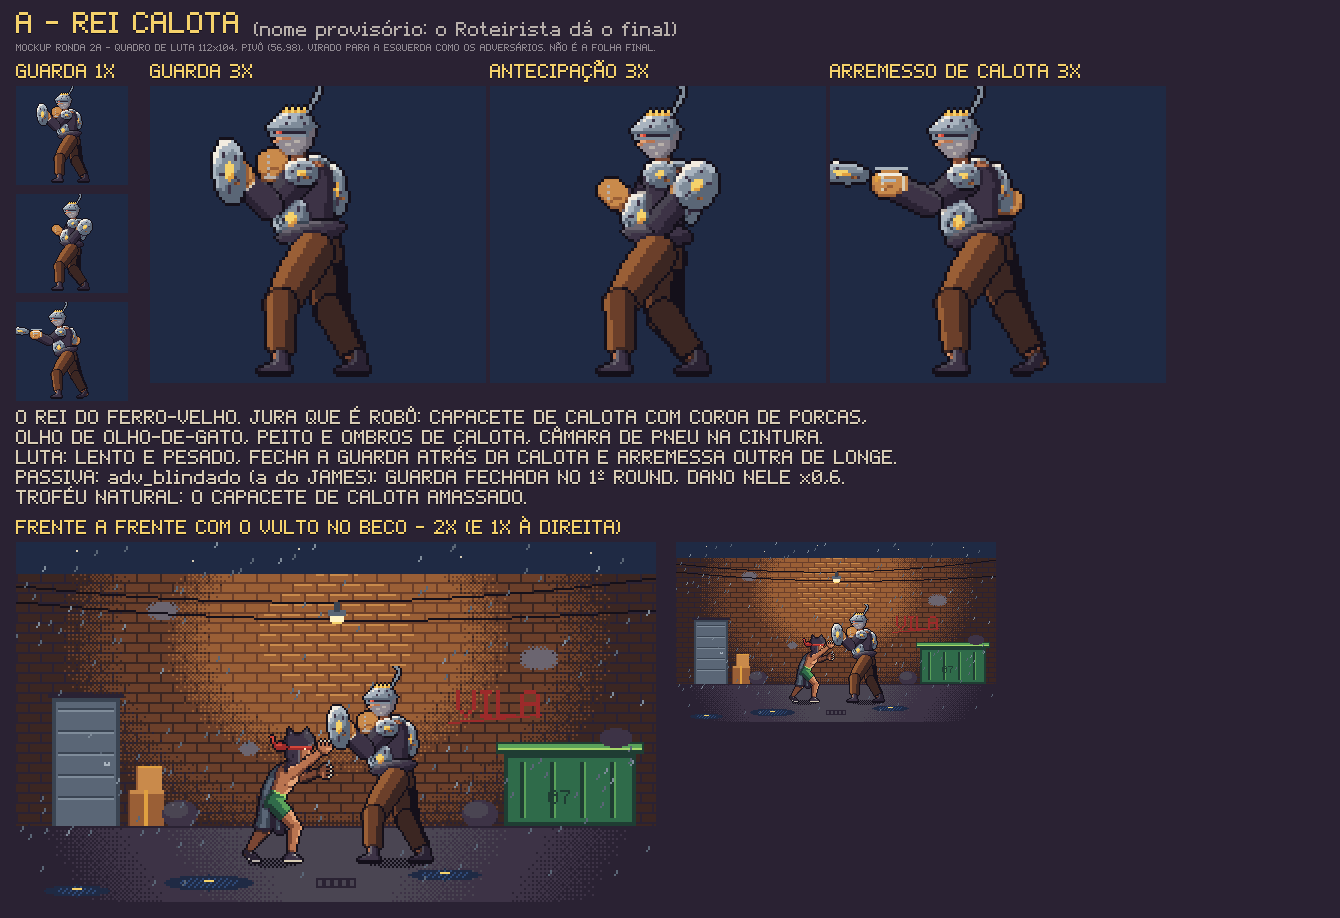 A - REI CALOTA (nome provisório: o Roteirista dá o final)
MOCKUP RONDA 2A - QUADRO DE LUTA 112x104, PIVÔ (56,98), VIRADO PARA A ESQUERDA COMO OS ADVERSÁRIOS. NÃO É A FOLHA FINAL.
GUARDA 1X GUARDA 3X ANTECIPAÇÃO 3X ARREMESSO DE CALOTA 3X
O REI DO FERRO-VELHO. JURA QUE É ROBÔ: CAPACETE DE CALOTA COM COROA DE PORCAS,
OLHO DE OLHO-DE-GATO, PEITO E OMBROS DE CALOTA, CÂMARA DE PNEU NA CINTURA.
LUTA: LENTO E PESADO, FECHA A GUARDA ATRÁS DA CALOTA E ARREMESSA OUTRA DE LONGE.
PASSIVA: adv_blindado (a do JAMES): GUARDA FECHADA NO 1º ROUND, DANO NELE x0,6.
TROFÉU NATURAL: O CAPACETE DE CALOTA AMASSADO.
FRENTE A FRENTE COM O VULTO NO BECO - 2X (E 1X À DIREITA)
VILA
07
VILA
07